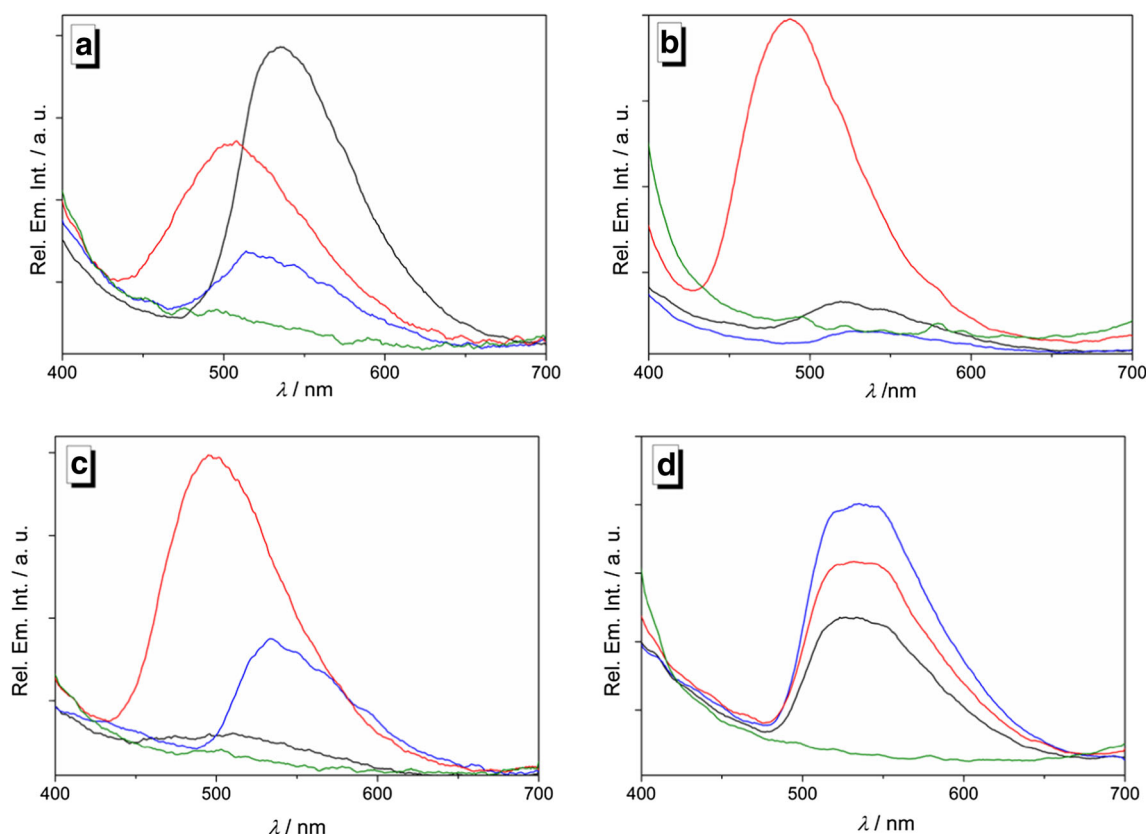 a
Rel. Em. Int. / a. u.
400 500 600 700
λ / nm
b
Rel. Em. Int. / a. u.
400 500 600 700
λ /nm
c
Rel. Em. Int. / a. u.
400 500 600 700
λ / nm
d
Rel. Em. Int. / a. u.
400 500 600 700
λ / nm